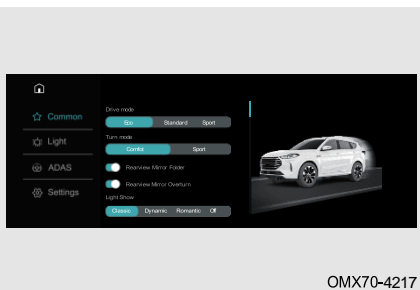 Common
Light
ADAS
Settings
Drive mode
Eco Standard Sport
Turn mode
Comfot Sport
Rearview Mirror Folder
Rearview Mirror Overturn
Light Show
Classic Dynamic Romantic Off
OMX70-4217